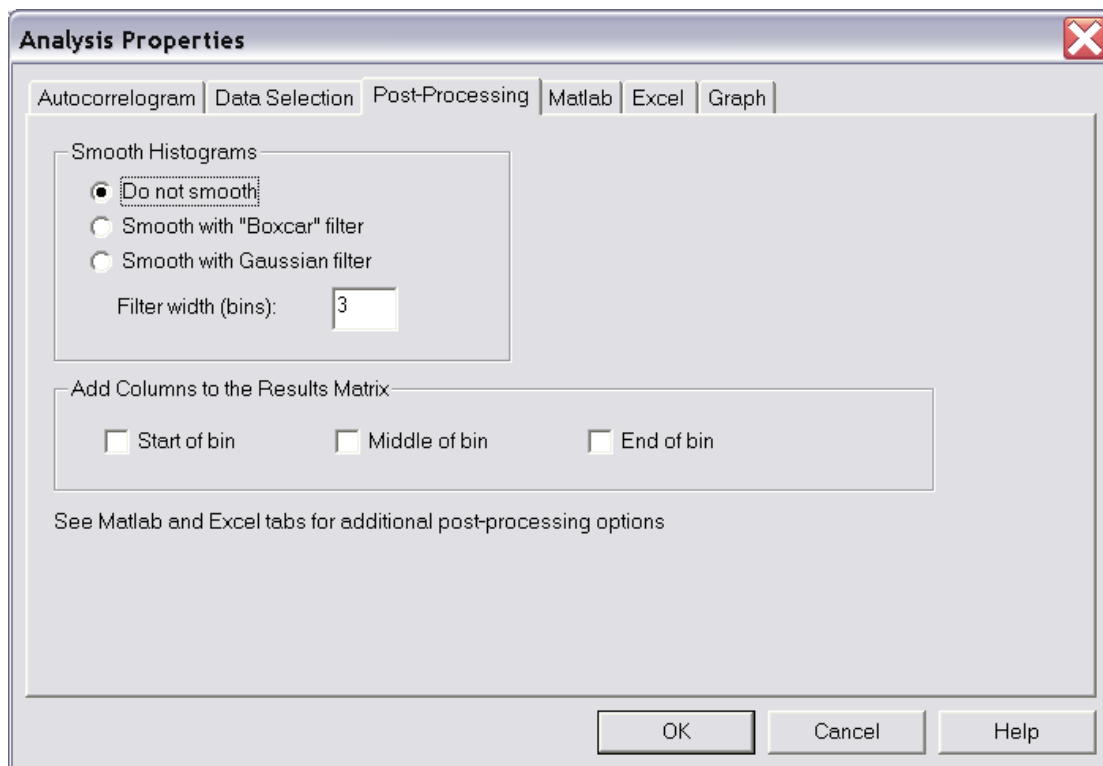 Analysis Properties
Autocorrelogram Data Selection Post-Processing Matlab Excel Graph
Smooth Histograms
Do not smooth
Smooth with "Boxcar" filter
Smooth with Gaussian filter
Filter width (bins): 3
Add Columns to the Results Matrix
Start of bin Middle of bin End of bin
See Matlab and Excel tabs for additional post-processing options
OK Cancel Help